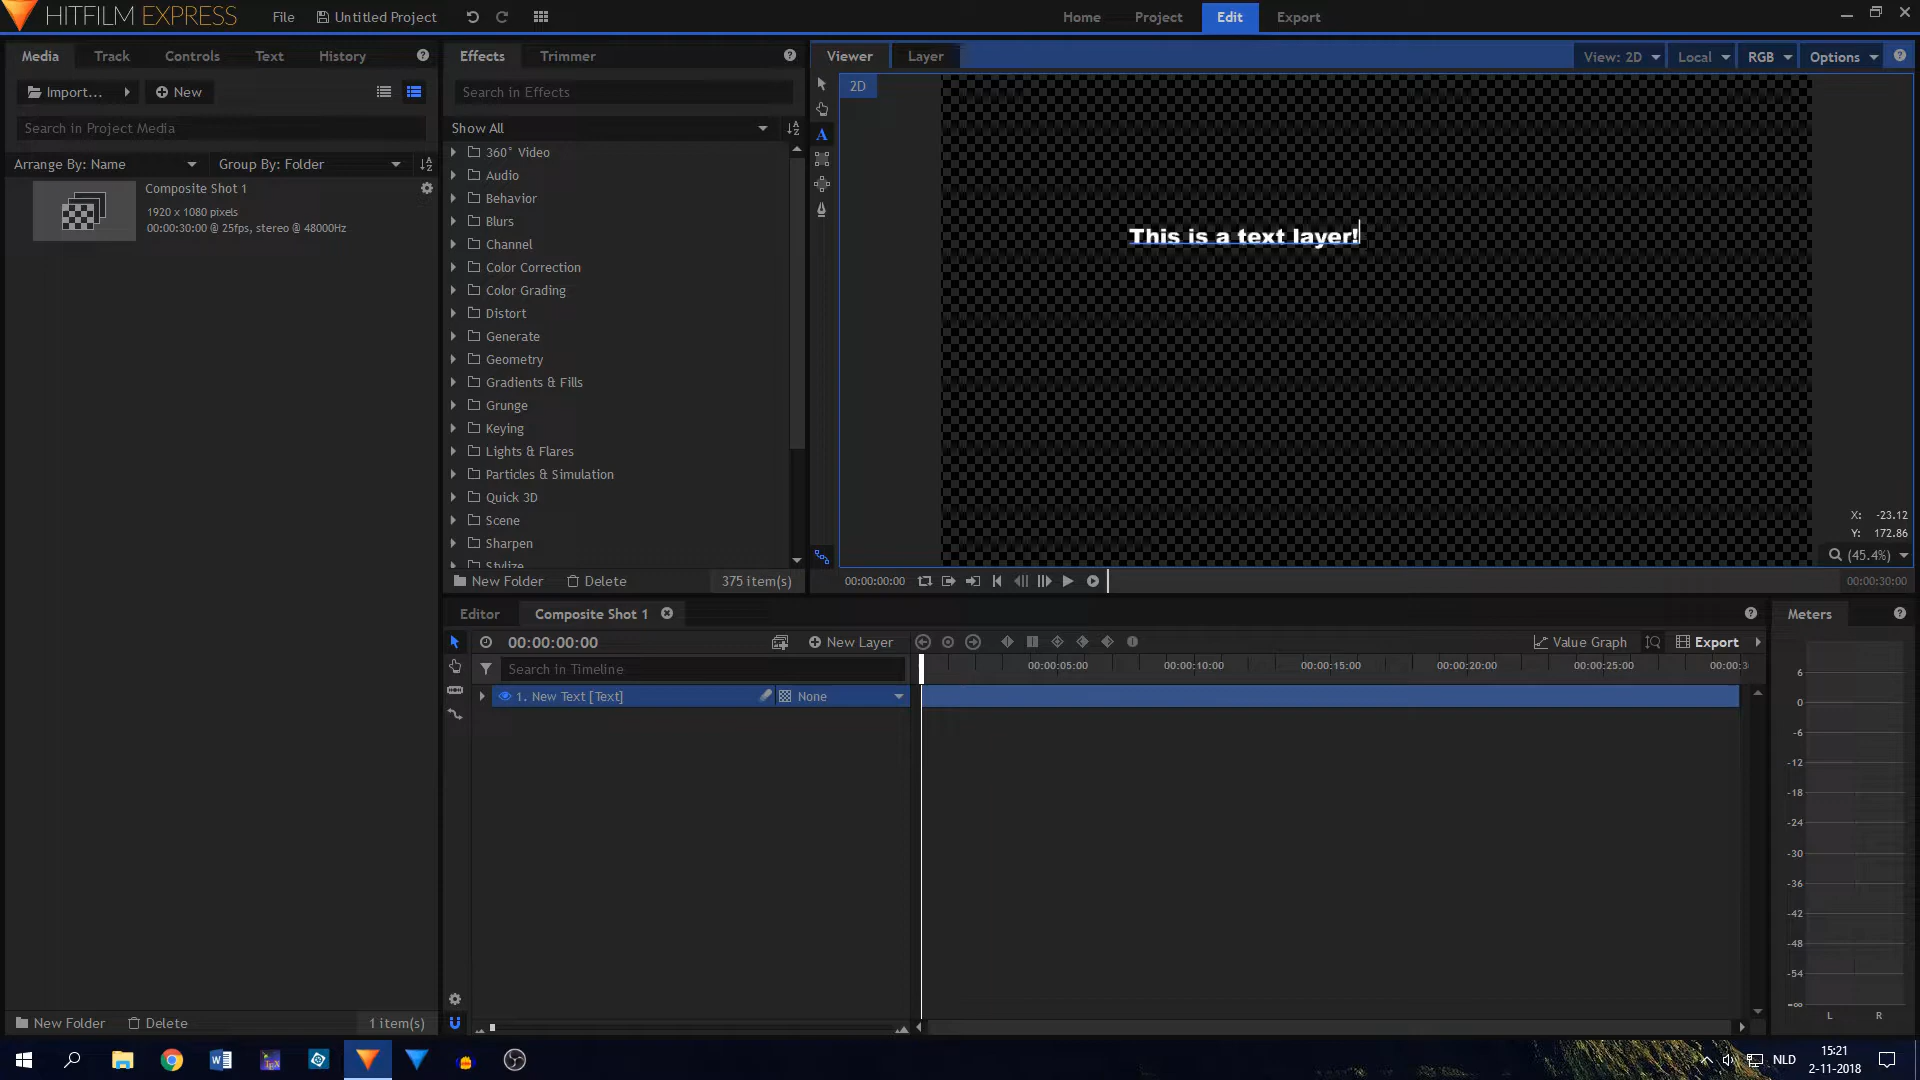 HITFILM EXPRESS
File
Untitled Project
Home
Project
Edit
Export
Media
Track
Controls
Text
History
Effects
Trimmer
Viewer
Layer
View: 2D
Local
RGB
Options
Import...
New
Search in Effects
2D
Search in Project Media
Show All
A
Arrange By: Name
Group By: Folder
Composite Shot 1
1920 x 1080 pixels
00:00:30:00 @ 25fps, stereo @ 48000Hz
360° Video
Audio
Behavior
Blurs
Channel
Color Correction
Color Grading
Distort
Generate
Geometry
Gradients & Fills
Grunge
Keying
Lights & Flares
Particles & Simulation
Quick 3D
Scene
Sharpen
Stylize
This is a text layer!
X: -23.12
Y: 172.86
(45.4%)
New Folder
Delete
375 item(s)
00:00:00:00
00:00:30:00
Editor
Composite Shot 1
Meters
00:00:00:00
New Layer
Value Graph
Export
Search in Timeline
00:00:05:00
00:00:10:00
00:00:15:00
00:00:20:00
00:00:25:00
00:00:3
1. New Text [Text]
None
6
0
-6
-12
-18
-24
-30
-36
-42
-48
-54
-∞
L R
New Folder
Delete
1 item(s)
NLD
15:21
2-11-2018